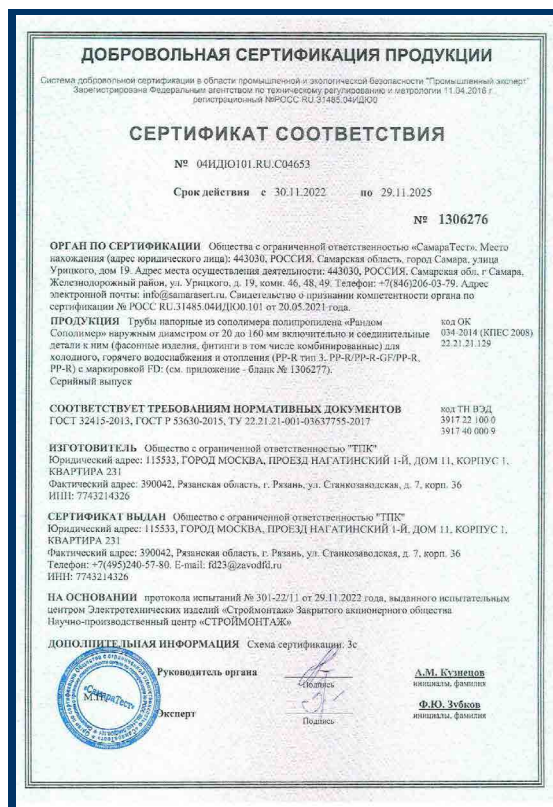 ДОБРОВОЛЬНАЯ СЕРТИФИКАЦИЯ ПРОДУКЦИИ
Система добровольной сертификации в области промышленной и экологической безопасности "Промышленный эксперт"
Зарегистрирована Федеральным агентством по техническому регулированию и метрологии 11.04.2016 г.
регистрационный №РОСС RU.31485.04ИДЮ0
СЕРТИФИКАТ СООТВЕТСТВИЯ
№ 04ИДЮ101.RU.С04653
Срок действия с 30.11.2022 по 29.11.2025
№ 1306276
ОРГАН ПО СЕРТИФИКАЦИИ Общества с ограниченной ответственностью «СамараТест». Место
нахождения (адрес юридического лица): 443030, РОССИЯ, Самарская область, город Самара, улица
Урицкого, дом 19. Адрес места осуществления деятельности: 443030, РОССИЯ, Самарская обл, г Самара,
Железнодорожный район, ул. Урицкого, д. 19, комн. 46, 48, 49. Телефон: +7(846)206-03-79. Адрес
электронной почты: info@samarasert.ru. Свидетельство о признании компетентности органа по
сертификации № РОСС RU.31485.04ИДЮ0.101 от 20.05.2021 года.
ПРОДУКЦИЯ Трубы напорные из сополимера полипропилена «Рандом
Сополимер» наружным диаметром от 20 до 160 мм включительно и соединительные
детали к ним (фасонные изделия, фитинги в том числе комбинированные) для
холодного, горячего водоснабжения и отопления (PP-R тип 3, PP-R/PP-R-GF/PP-R,
PP-R) с маркировкой FD: (см. приложение - бланк № 1306277).
Серийный выпуск
код ОК
034-2014 (КПЕС 2008)
22.21.21.129
СООТВЕТСТВУЕТ ТРЕБОВАНИЯМ НОРМАТИВНЫХ ДОКУМЕНТОВ
ГОСТ 32415-2013, ГОСТ Р 53630-2015, ТУ 22.21.21-001-03637755-2017
код ТН ВЭД
3917 22 100 0
3917 40 000 9
ИЗГОТОВИТЕЛЬ Общество с ограниченной ответственностью "ТПК"
Юридический адрес: 115533, ГОРОД МОСКВА, ПРОЕЗД НАГАТИНСКИЙ 1-Й, ДОМ 11, КОРПУС 1,
КВАРТИРА 231
Фактический адрес: 390042, Рязанская область, г. Рязань, ул. Станкозаводская, д. 7, корп. 36
ИНН: 7743214326
СЕРТИФИКАТ ВЫДАН Общество с ограниченной ответственностью "ТПК"
Юридический адрес: 115533, ГОРОД МОСКВА, ПРОЕЗД НАГАТИНСКИЙ 1-Й, ДОМ 11, КОРПУС 1,
КВАРТИРА 231
Фактический адрес: 390042, Рязанская область, г. Рязань, ул. Станкозаводская, д. 7, корп. 36
Телефон: +7(495)240-57-80. E-mail: fd23@zavodfd.ru
ИНН: 7743214326
НА ОСНОВАНИИ протокола испытаний № 301-22/11 от 29.11.2022 года, выданного испытательным
центром Электротехнических изделий «Строймонтаж» Закрытого акционерного общества
Научно-производственный центр «СТРОЙМОНТАЖ»
ДОПОЛНИТЕЛЬНАЯ ИНФОРМАЦИЯ Схема сертификации: 3с
Руководитель органа
Подпись
А.М. Кузнецов
инициалы, фамилия
М.П.
«СамараТест»
Эксперт
Подпись
Ф.Ю. Зубков
инициалы, фамилия